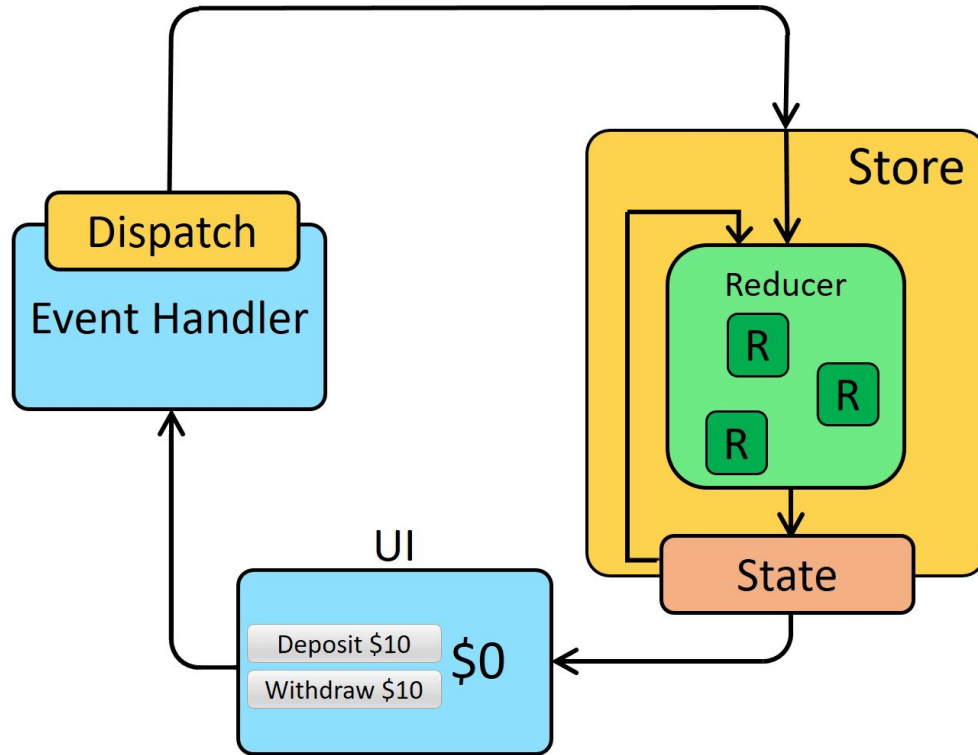 Store
Dispatch
Event Handler
Reducer
R
R
R
State
UI
Deposit $10
Withdraw $10
$0